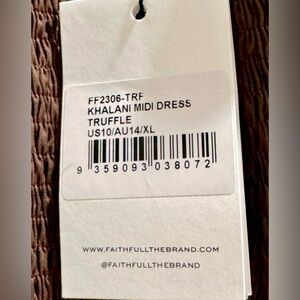 FF2306-TRF
KHALANI MIDI DRESS
TRUFFLE
US10/AU14/XL
9 359093 038072
WWW.FAITHFULLTHEBRAND.COM
@FAITHFULLTHEBRAND